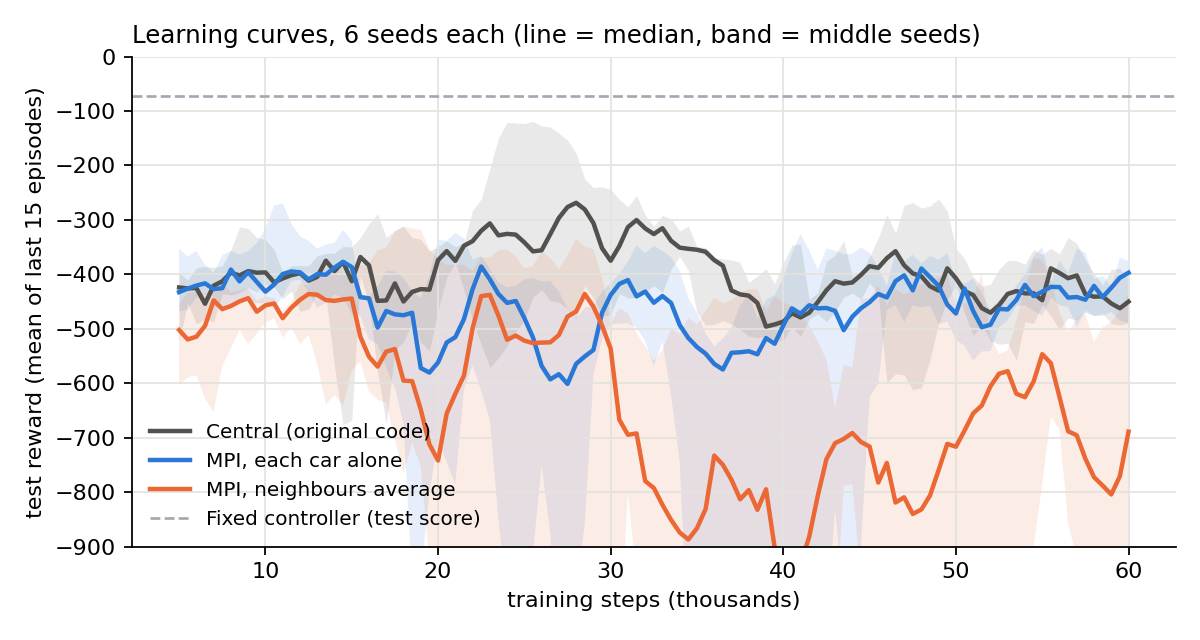 Learning curves, 6 seeds each (line = median, band = middle seeds)
test reward (mean of last 15 episodes)
0
−100
−200
−300
−400
−500
−600
−700
−800
−900
Central (original code)
MPI, each car alone
MPI, neighbours average
Fixed controller (test score)
10 20 30 40 50 60
training steps (thousands)